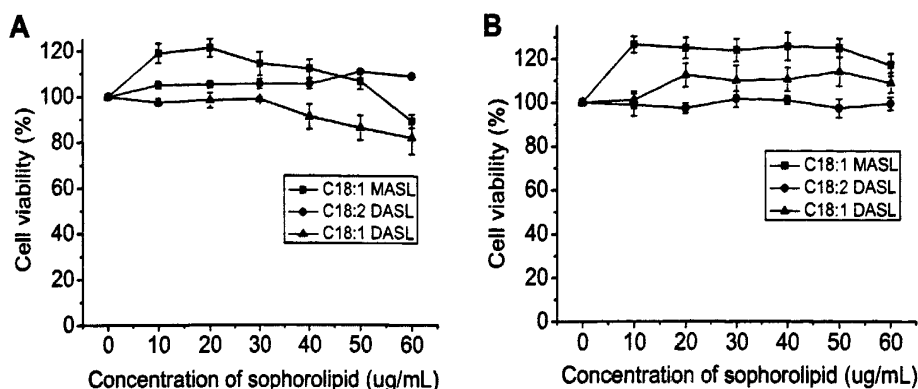 A
Cell viability (%)
120
100
80
60
40
20
0
C18:1 MASL
C18:2 DASL
C18:1 DASL
0 10 20 30 40 50 60
Concentration of sophorolipid (ug/mL)
B
Cell viability (%)
120
100
80
60
40
20
0
C18:1 MASL
C18:2 DASL
C18:1 DASL
0 10 20 30 40 50 60
Concentration of sophorolipid (ug/mL)